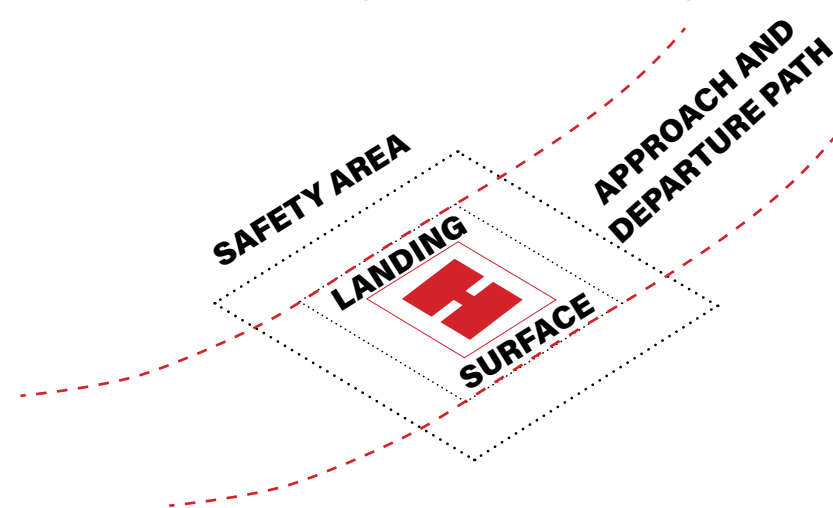 SAFETY AREA
APPROACH AND
DEPARTURE PATH
LANDING
H
SURFACE